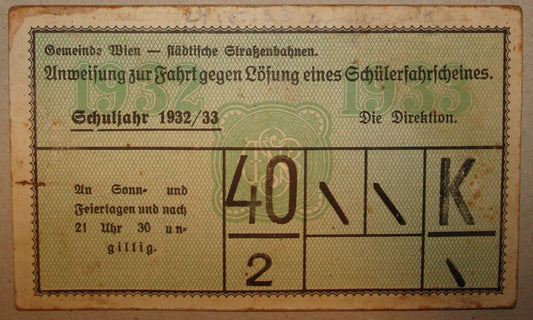 Gemeinde Wien — städtische Straßenbahnen.
Anweisung zur Fahrt gegen Lösung eines Schülerfahrscheines.
1932 1933
Schuljahr 1932/33 Die Direktion.
An Sonn- und
Feiertagen und nach
21 Uhr 30 un-
gültig.
40 \ \ K
2 \